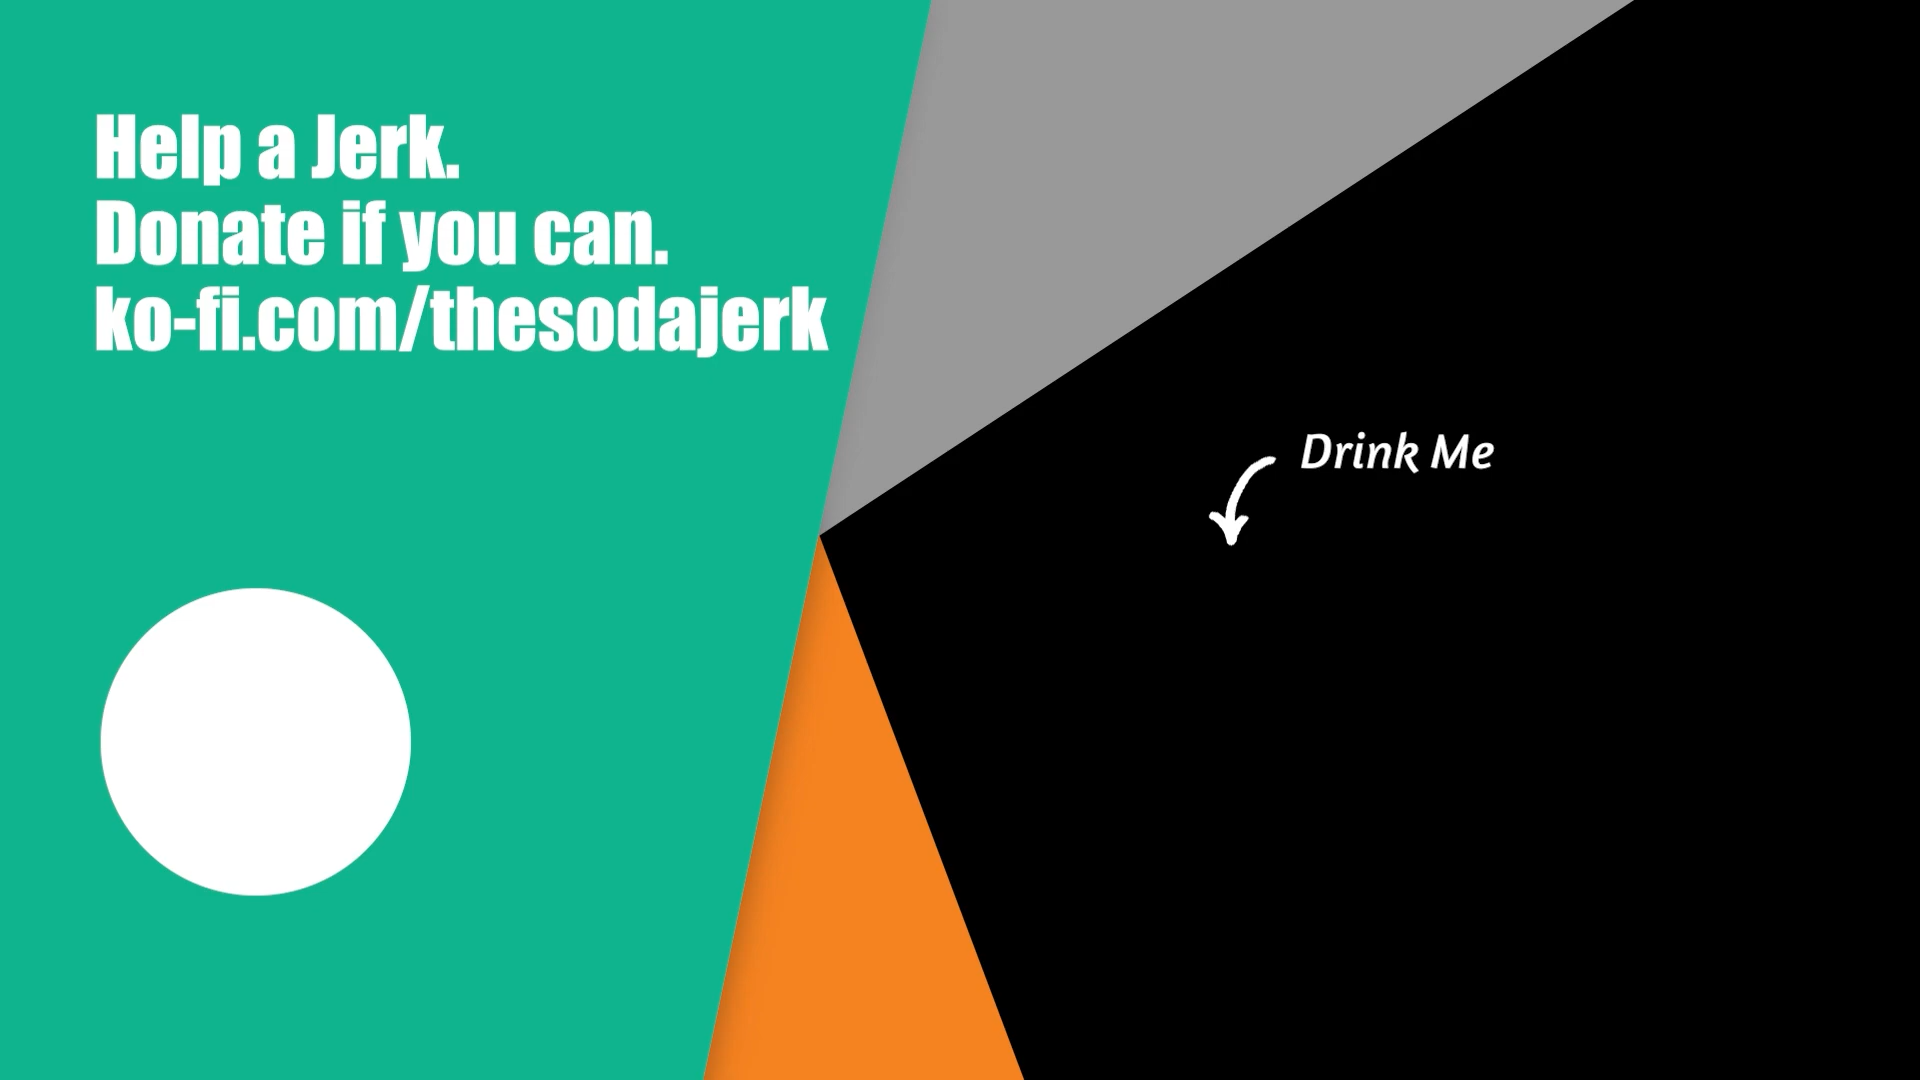 Help a Jerk.
Donate if you can.
ko-fi.com/thesodajerk
Drink Me